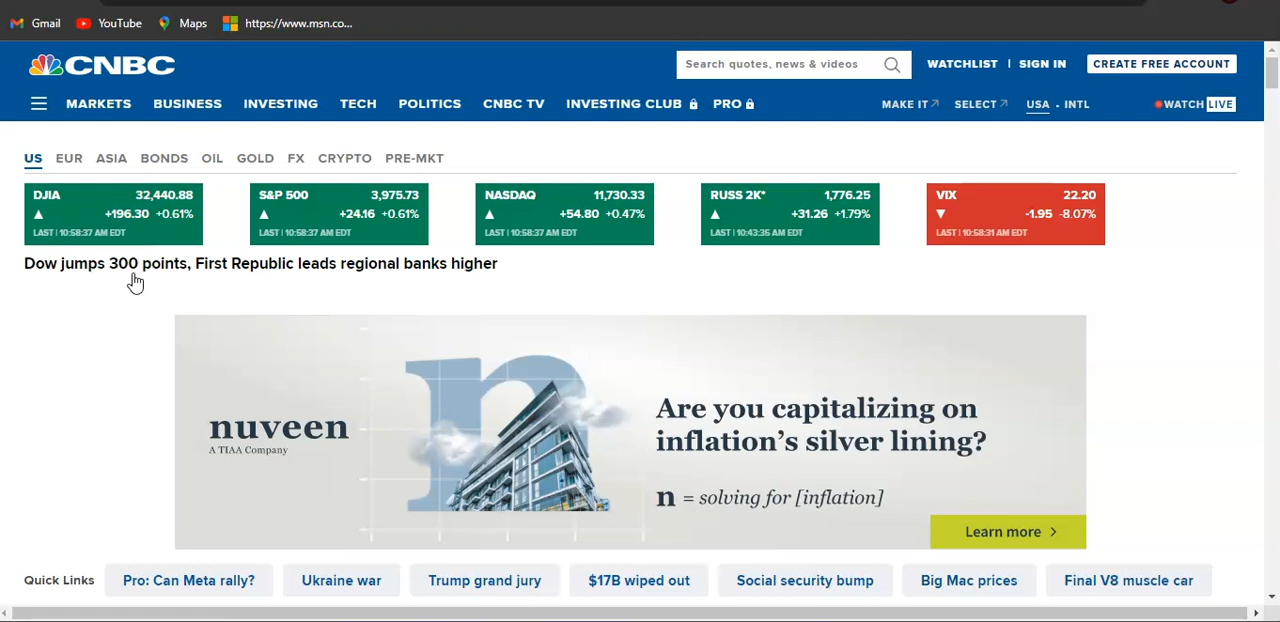 Gmail YouTube Maps https://www.msn.co...
CNBC Search quotes, news & videos WATCHLIST | SIGN IN CREATE FREE ACCOUNT
MARKETS BUSINESS INVESTING TECH POLITICS CNBC TV INVESTING CLUB PRO MAKE IT SELECT USA • INTL WATCH LIVE
US EUR ASIA BONDS OIL GOLD FX CRYPTO PRE-MKT
DJIA 32,440.88
▲ +196.30 +0.61%
LAST | 10:58:37 AM EDT
S&P 500 3,975.73
▲ +24.16 +0.61%
LAST | 10:58:37 AM EDT
NASDAQ 11,730.33
▲ +54.80 +0.47%
LAST | 10:58:37 AM EDT
RUSS 2K* 1,776.25
▲ +31.26 +1.79%
LAST | 10:43:35 AM EDT
VIX 22.20
▼ -1.95 -8.07%
LAST | 10:58:31 AM EDT
Dow jumps 300 points, First Republic leads regional banks higher
nuveen
A TIAA Company
Are you capitalizing on
inflation's silver lining?
n = solving for [inflation]
Learn more >
Quick Links Pro: Can Meta rally? Ukraine war Trump grand jury $17B wiped out Social security bump Big Mac prices Final V8 muscle car